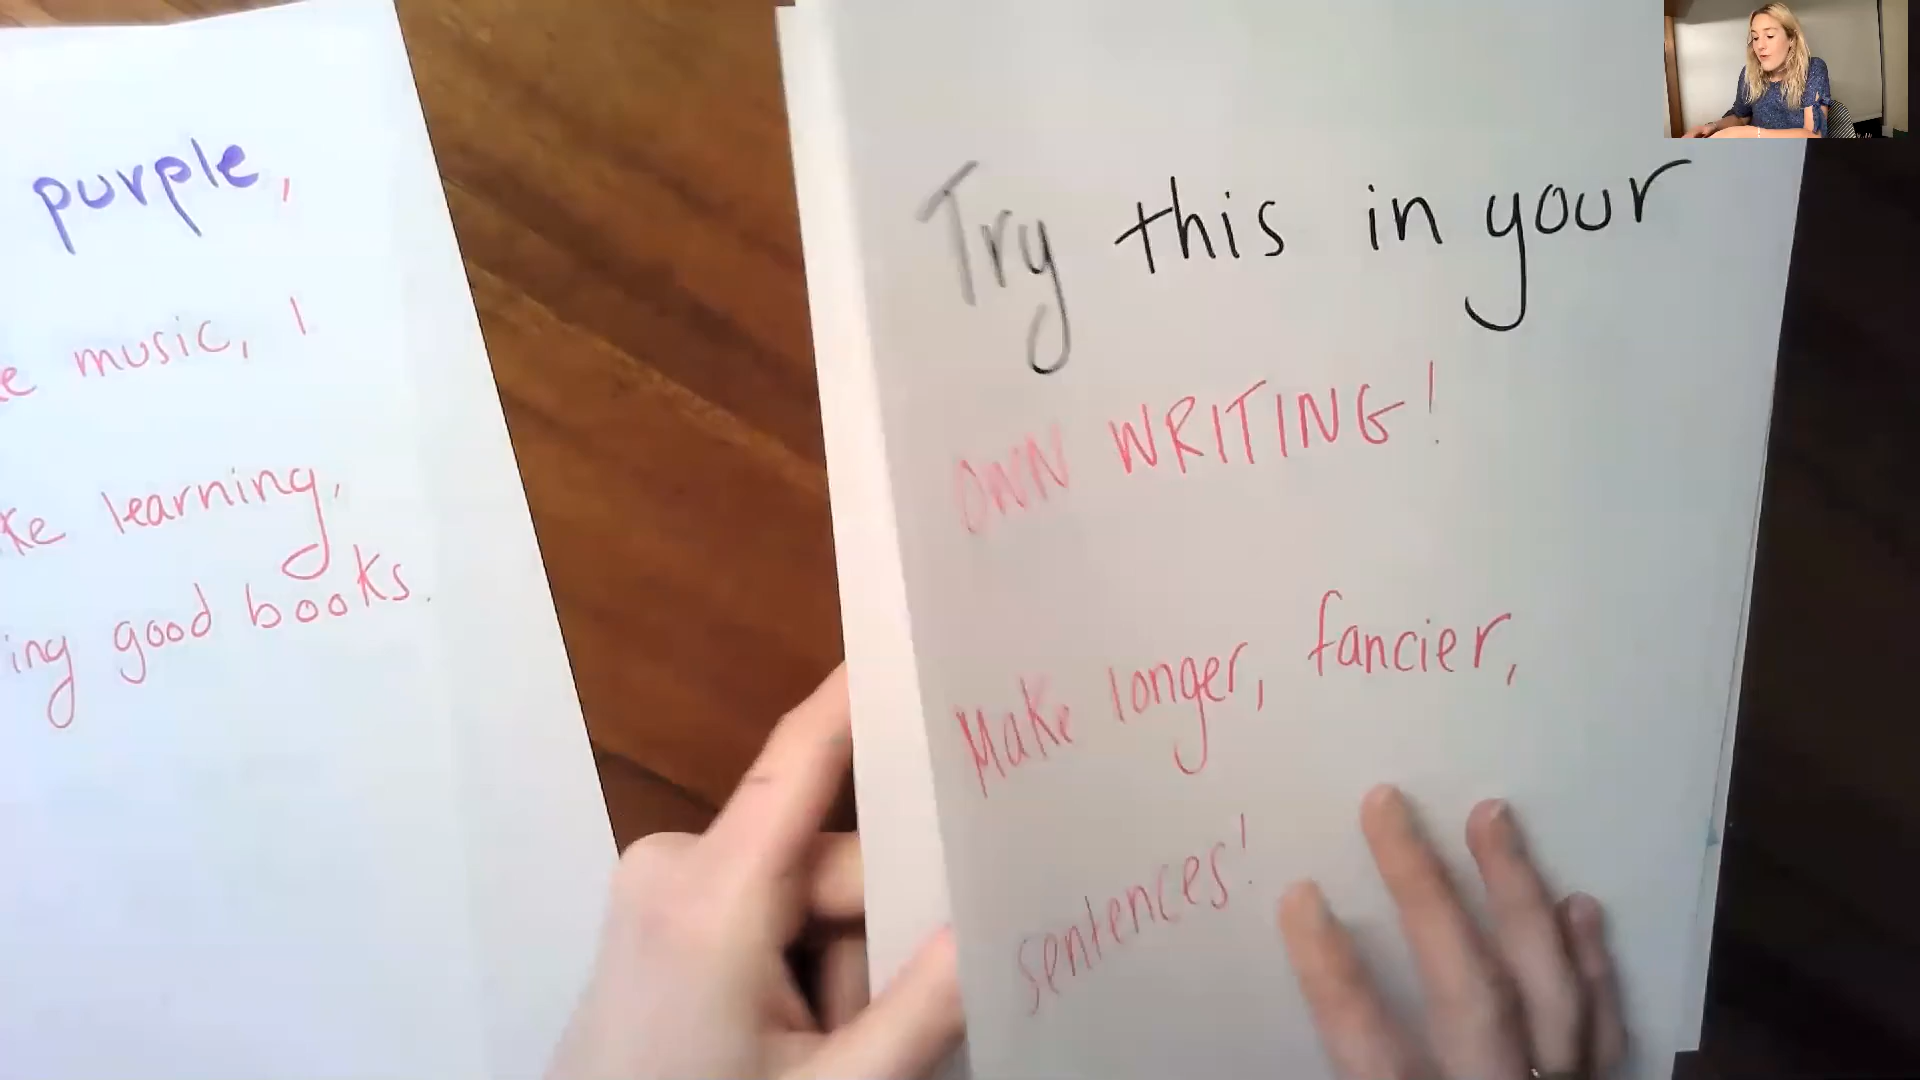 purple,
music, I
learning,
good books.
Try this in your
OWN WRITING!
Make longer, fancier,
sentences!